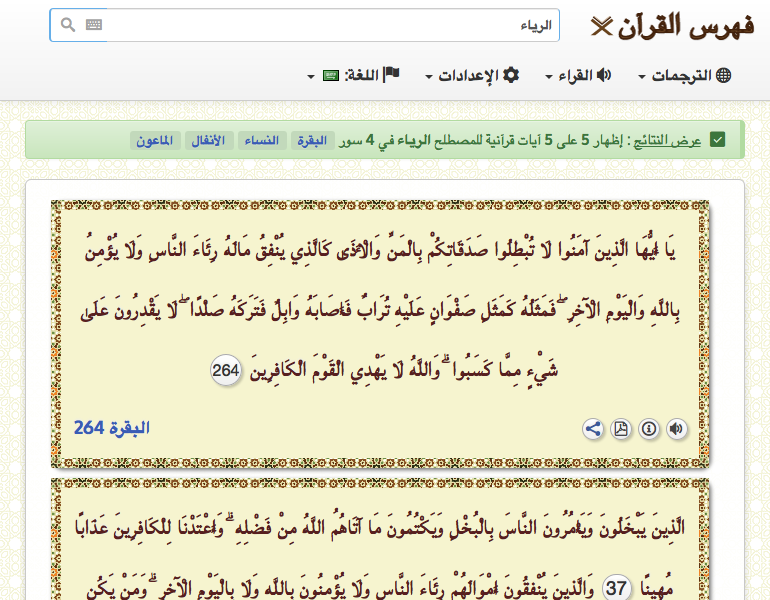 فهرس القرآن
الرياء
الترجمات
القراء
الإعدادات
اللغة:
عرض النتائج : إظهار 5 على 5 آيات قرآنية للمصطلح الرياء في 4 سور البقرة النساء الأنفال الماعون
يَا أَيُّهَا الَّذِينَ آمَنُوا لَا تُبْطِلُوا صَدَقَاتِكُمْ بِالْمَنِّ وَالْأَذَىٰ كَالَّذِي يُنْفِقُ مَالَهُ رِئَاءَ النَّاسِ وَلَا يُؤْمِنُ
بِاللَّهِ وَالْيَوْمِ الْآخِرِ ۖ فَمَثَلُهُ كَمَثَلِ صَفْوَانٍ عَلَيْهِ تُرَابٌ فَأَصَابَهُ وَابِلٌ فَتَرَكَهُ صَلْدًا ۖ لَا يَقْدِرُونَ عَلَىٰ
شَيْءٍ مِمَّا كَسَبُوا ۗ وَاللَّهُ لَا يَهْدِي الْقَوْمَ الْكَافِرِينَ 264
البقرة 264
الَّذِينَ يَبْخَلُونَ وَيَأْمُرُونَ النَّاسَ بِالْبُخْلِ وَيَكْتُمُونَ مَا آتَاهُمُ اللَّهُ مِنْ فَضْلِهِ ۗ وَأَعْتَدْنَا لِلْكَافِرِينَ عَذَابًا
مُهِينًا 37 وَالَّذِينَ يُنْفِقُونَ أَمْوَالَهُمْ رِئَاءَ النَّاسِ وَلَا يُؤْمِنُونَ بِاللَّهِ وَلَا بِالْيَوْمِ الْآخِرِ ۗ وَمَنْ يَكُنِ